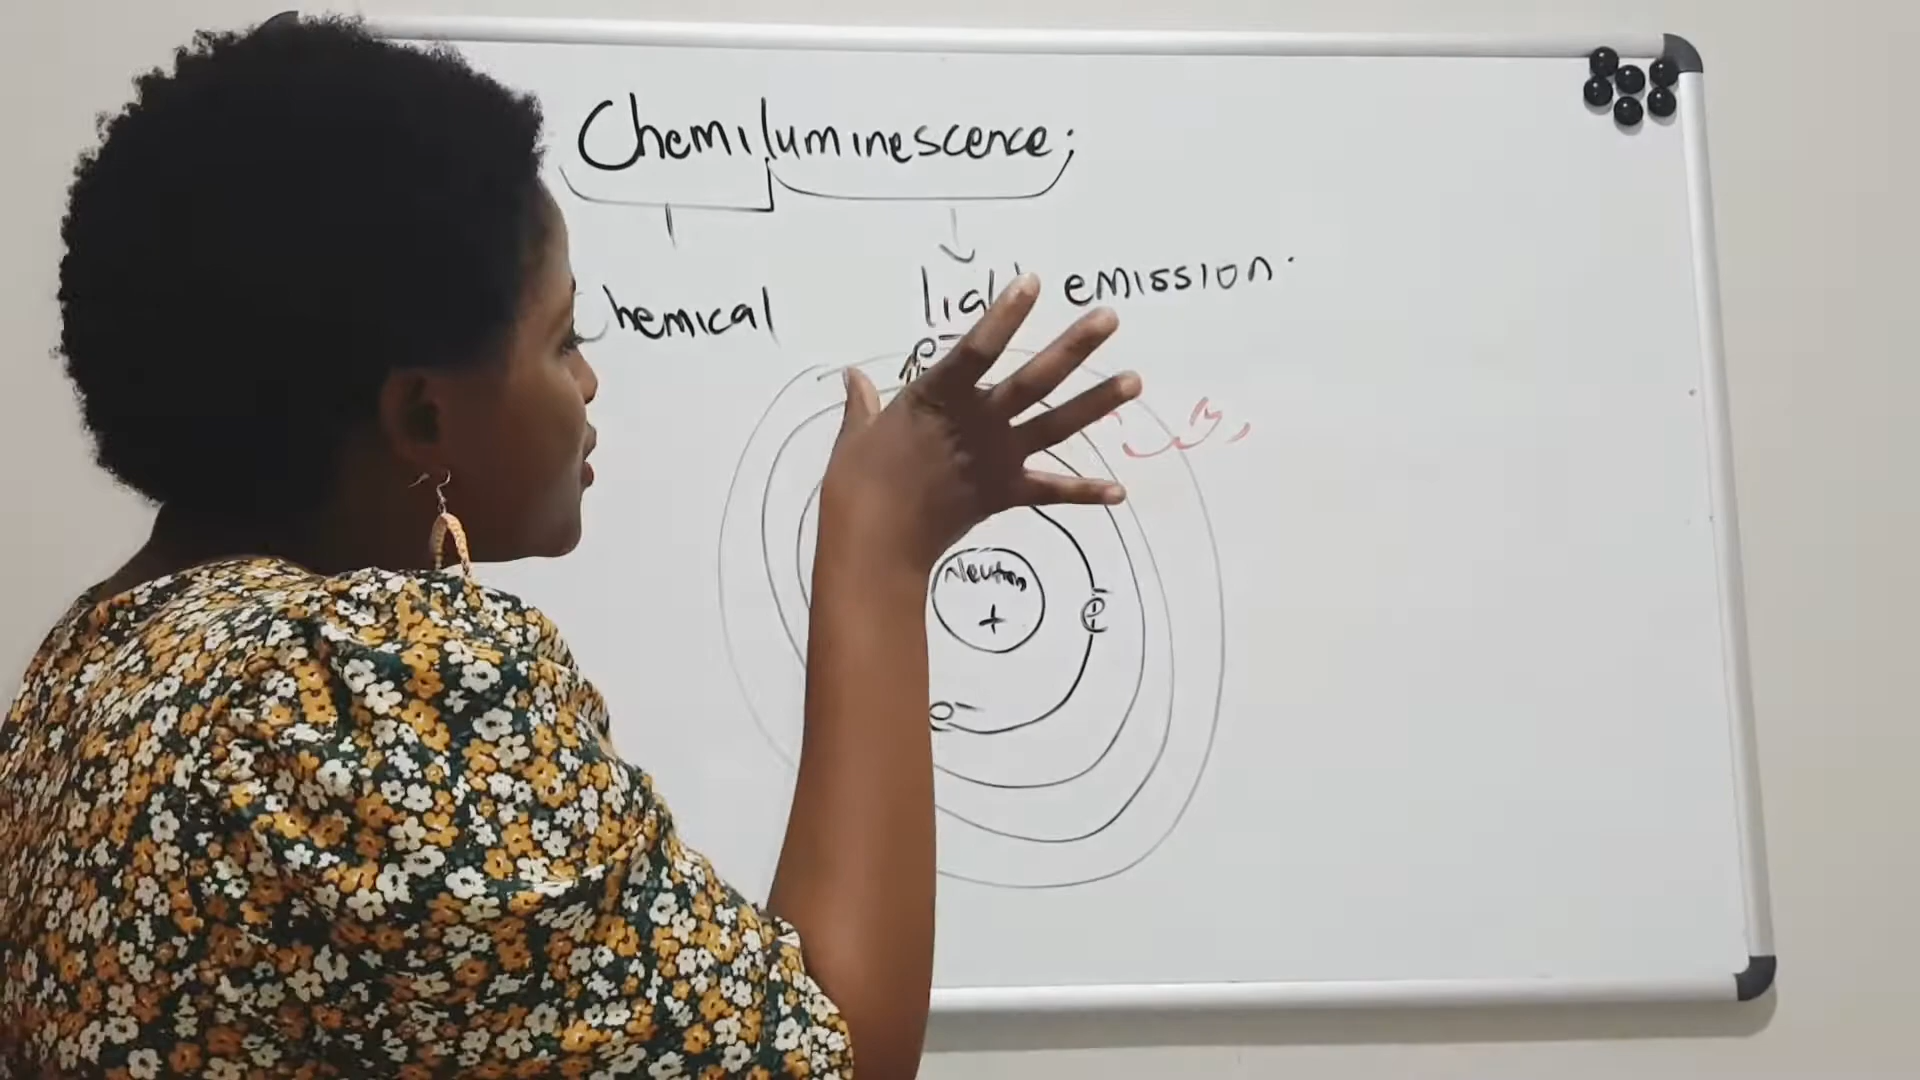 Chemiluminescence:
hemical
emission.
e-
Neutron
+
e
e-